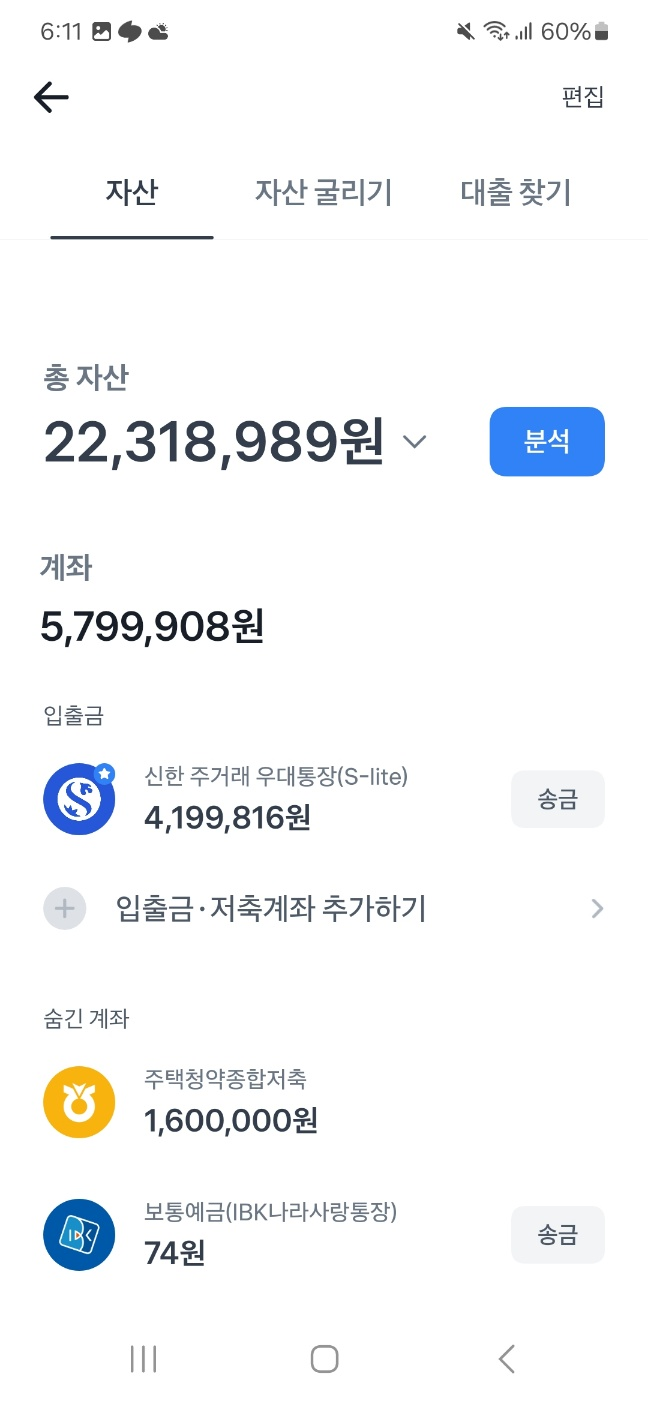 6:11 60%
편집
자산 자산 굴리기 대출 찾기
총 자산
22,318,989원 분석
계좌
5,799,908원
입출금
신한 주거래 우대통장(S-lite)
4,199,816원 송금
입출금·저축계좌 추가하기
숨긴 계좌
주택청약종합저축
1,600,000원
보통예금(IBK나라사랑통장)
74원 송금